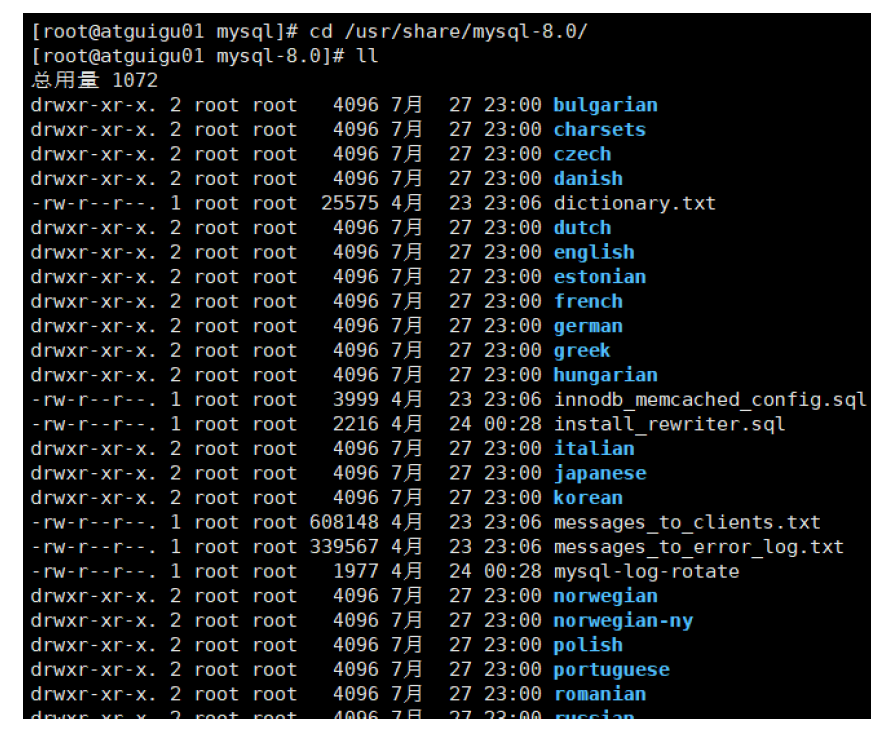 [root@atguigu01 mysql]# cd /usr/share/mysql-8.0/
[root@atguigu01 mysql-8.0]# ll
总用量 1072
drwxr-xr-x. 2 root root   4096 7月  27 23:00 bulgarian
drwxr-xr-x. 2 root root   4096 7月  27 23:00 charsets
drwxr-xr-x. 2 root root   4096 7月  27 23:00 czech
drwxr-xr-x. 2 root root   4096 7月  27 23:00 danish
-rw-r--r--. 1 root root  25575 4月  23 23:06 dictionary.txt
drwxr-xr-x. 2 root root   4096 7月  27 23:00 dutch
drwxr-xr-x. 2 root root   4096 7月  27 23:00 english
drwxr-xr-x. 2 root root   4096 7月  27 23:00 estonian
drwxr-xr-x. 2 root root   4096 7月  27 23:00 french
drwxr-xr-x. 2 root root   4096 7月  27 23:00 german
drwxr-xr-x. 2 root root   4096 7月  27 23:00 greek
drwxr-xr-x. 2 root root   4096 7月  27 23:00 hungarian
-rw-r--r--. 1 root root   3999 4月  23 23:06 innodb_memcached_config.sql
-rw-r--r--. 1 root root   2216 4月  24 00:28 install_rewriter.sql
drwxr-xr-x. 2 root root   4096 7月  27 23:00 italian
drwxr-xr-x. 2 root root   4096 7月  27 23:00 japanese
drwxr-xr-x. 2 root root   4096 7月  27 23:00 korean
-rw-r--r--. 1 root root 608148 4月  23 23:06 messages_to_clients.txt
-rw-r--r--. 1 root root 339567 4月  23 23:06 messages_to_error_log.txt
-rw-r--r--. 1 root root   1977 4月  24 00:28 mysql-log-rotate
drwxr-xr-x. 2 root root   4096 7月  27 23:00 norwegian
drwxr-xr-x. 2 root root   4096 7月  27 23:00 norwegian-ny
drwxr-xr-x. 2 root root   4096 7月  27 23:00 polish
drwxr-xr-x. 2 root root   4096 7月  27 23:00 portuguese
drwxr-xr-x. 2 root root   4096 7月  27 23:00 romanian
drwxr-xr-x. 2 root root   4096 7月  27 23:00 russian